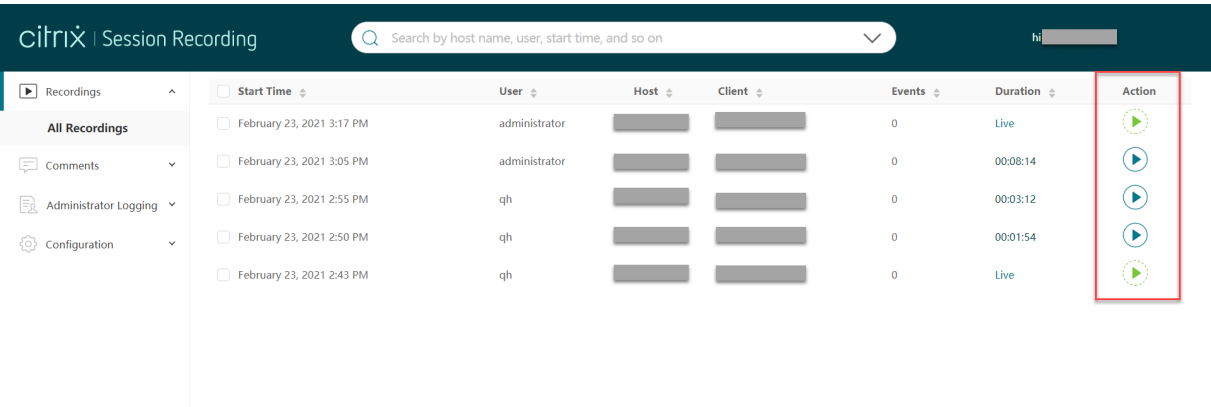 citrix | Session Recording
Search by host name, user, start time, and so on
hi
Recordings
All Recordings
Comments
Administrator Logging
Configuration
Start Time User Host Client Events Duration Action
February 23, 2021 3:17 PM administrator 0 Live
February 23, 2021 3:05 PM administrator 0 00:08:14
February 23, 2021 2:55 PM qh 0 00:03:12
February 23, 2021 2:50 PM qh 0 00:01:54
February 23, 2021 2:43 PM qh 0 Live